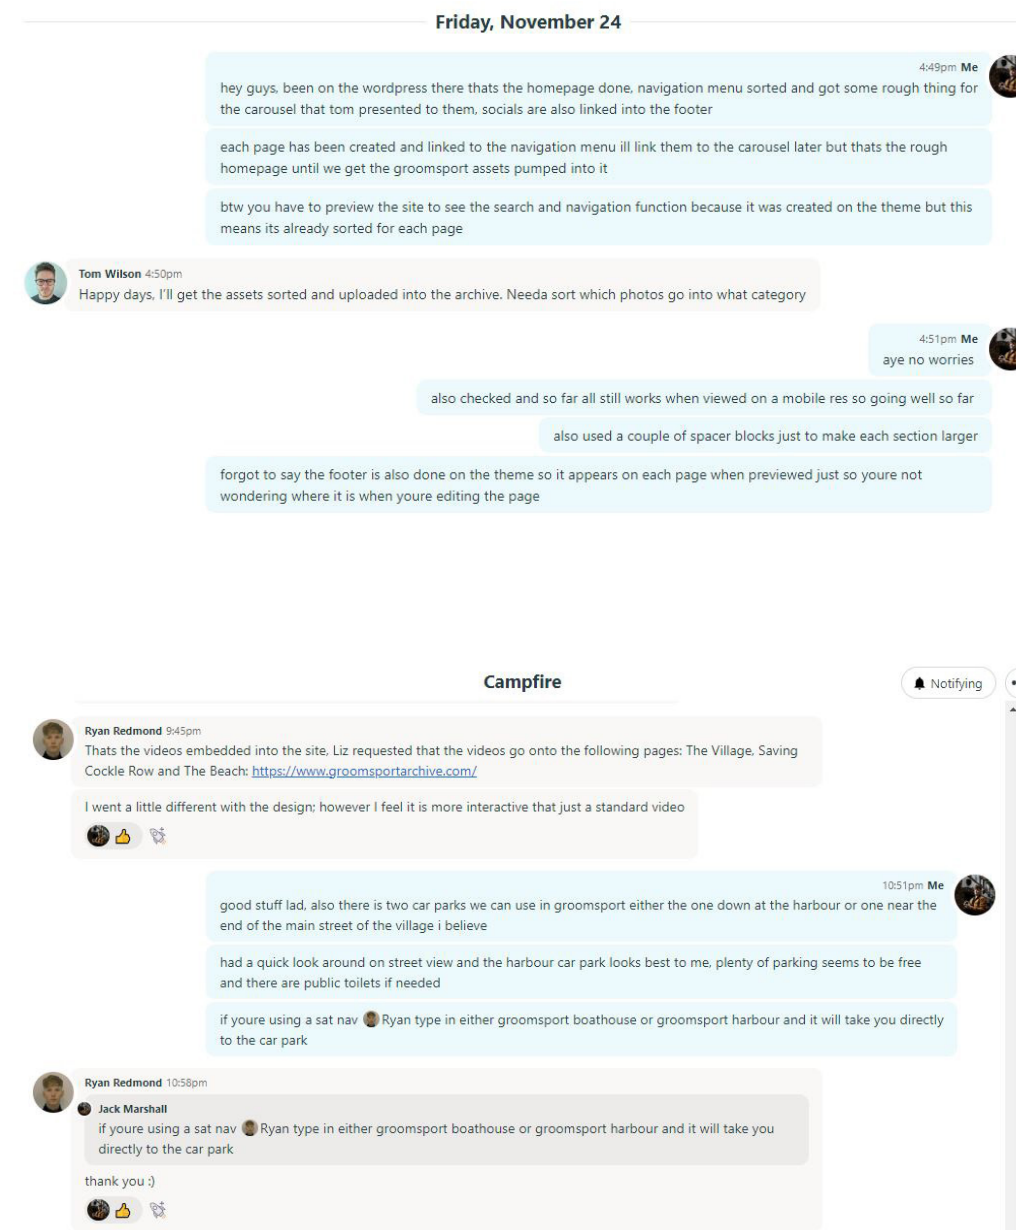 Friday, November 24
4:49pm Me
hey guys, been on the wordpress there thats the homepage done, navigation menu sorted and got some rough thing for
the carousel that tom presented to them, socials are also linked into the footer
each page has been created and linked to the navigation menu ill link them to the carousel later but thats the rough
homepage until we get the groomsport assets pumped into it
btw you have to preview the site to see the search and navigation function because it was created on the theme but this
means its already sorted for each page
Tom Wilson 4:50pm
Happy days, I'll get the assets sorted and uploaded into the archive. Needa sort which photos go into what category
4:51pm Me
aye no worries
also checked and so far all still works when viewed on a mobile res so going well so far
also used a couple of spacer blocks just to make each section larger
forgot to say the footer is also done on the theme so it appears on each page when previewed just so youre not
wondering where it is when youre editing the page
Campfire
Notifying
Ryan Redmond 9:45pm
Thats the videos embedded into the site, Liz requested that the videos go onto the following pages: The Village, Saving
Cockle Row and The Beach: https://www.groomsportarchive.com/
I went a little different with the design; however I feel it is more interactive that just a standard video
10:51pm Me
good stuff lad, also there is two car parks we can use in groomsport either the one down at the harbour or one near the
end of the main street of the village i believe
had a quick look around on street view and the harbour car park looks best to me, plenty of parking seems to be free
and there are public toilets if needed
if youre using a sat nav Ryan type in either groomsport boathouse or groomsport harbour and it will take you directly
to the car park
Ryan Redmond 10:58pm
Jack Marshall
if youre using a sat nav Ryan type in either groomsport boathouse or groomsport harbour and it will take you
directly to the car park
thank you :)